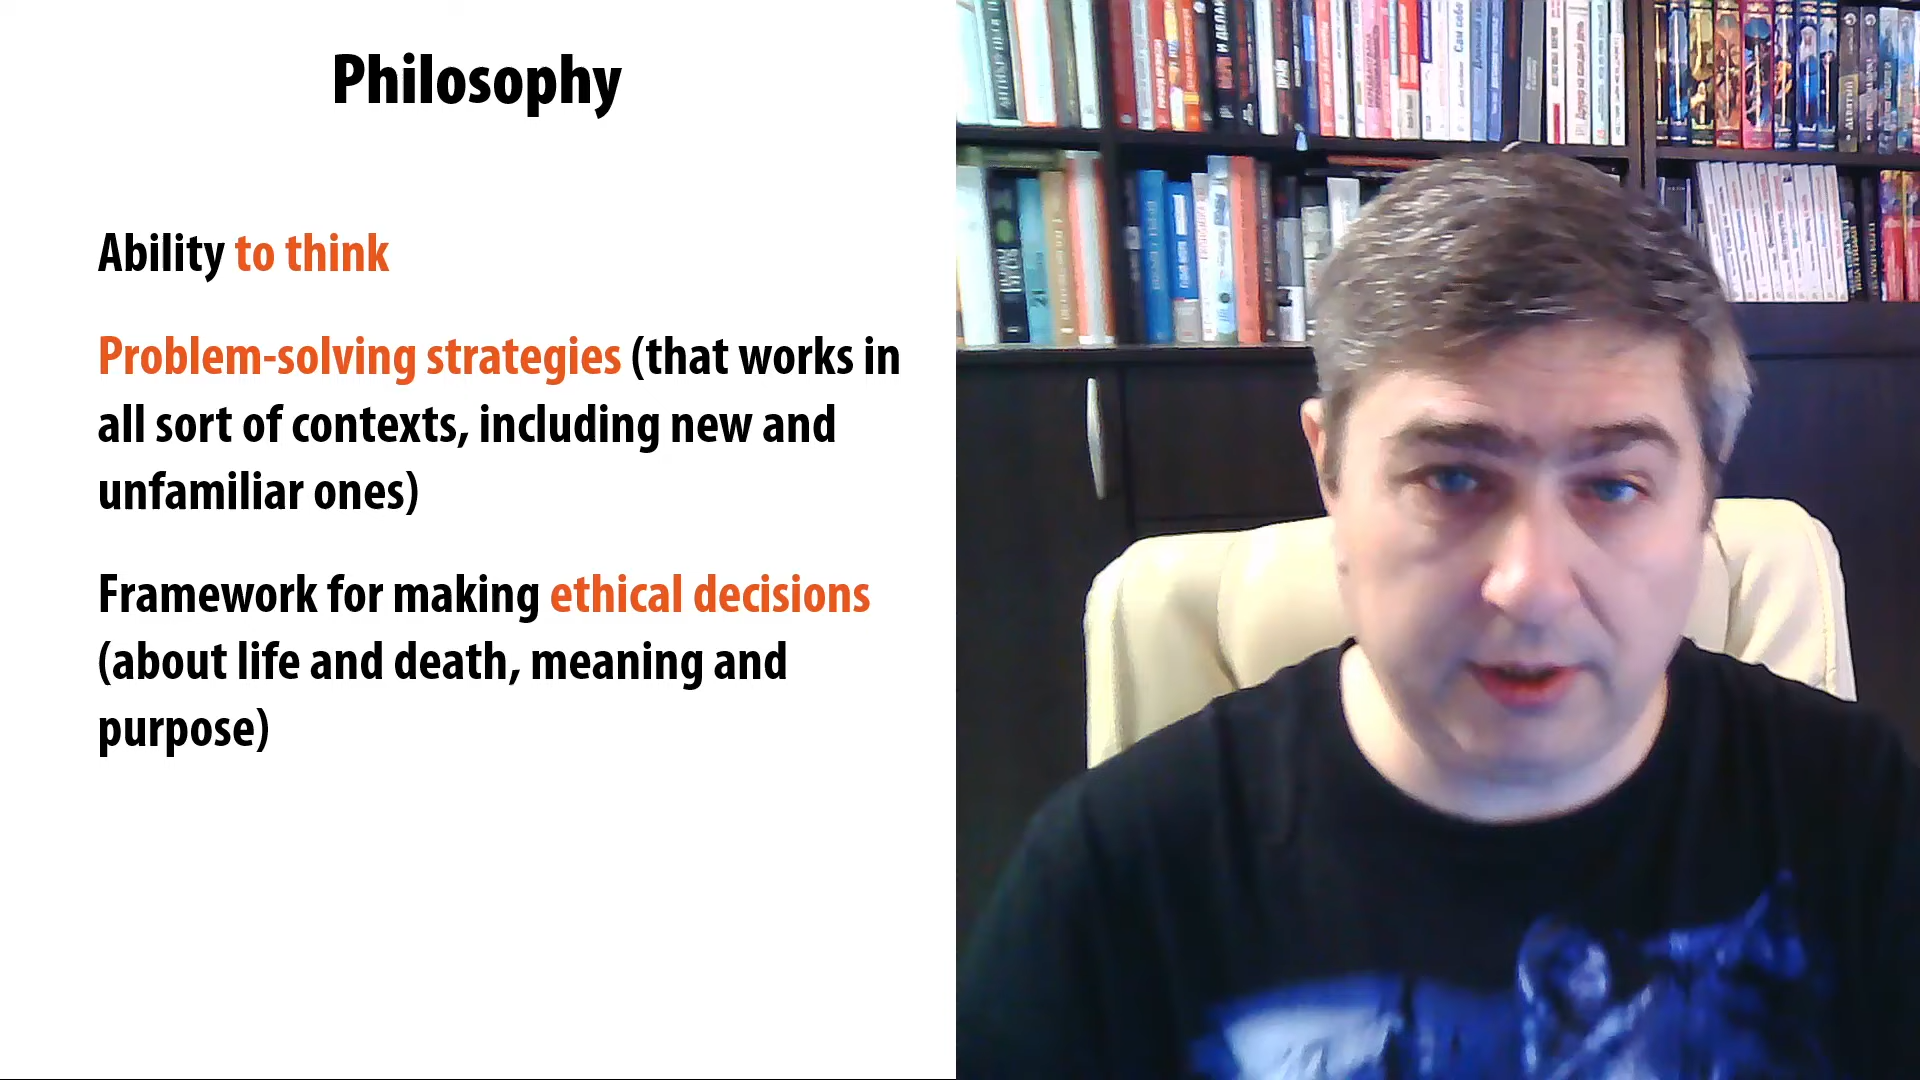 Philosophy
Ability to think
Problem-solving strategies (that works in
all sort of contexts, including new and
unfamiliar ones)
Framework for making ethical decisions
(about life and death, meaning and
purpose)